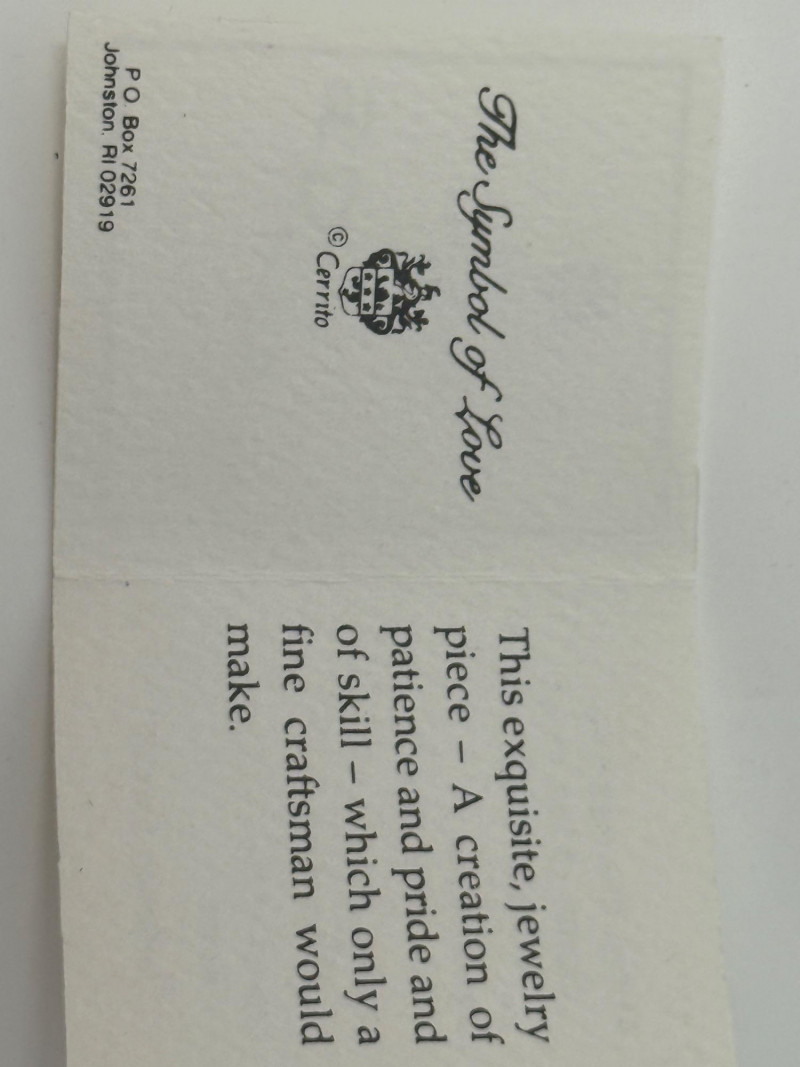 The Symbol of Love
© Cerrito
P O. Box 7261
Johnston, RI 02919
This exquisite, jewelry
piece – A creation of
patience and pride and
of skill – which only a
fine craftsman would
make.